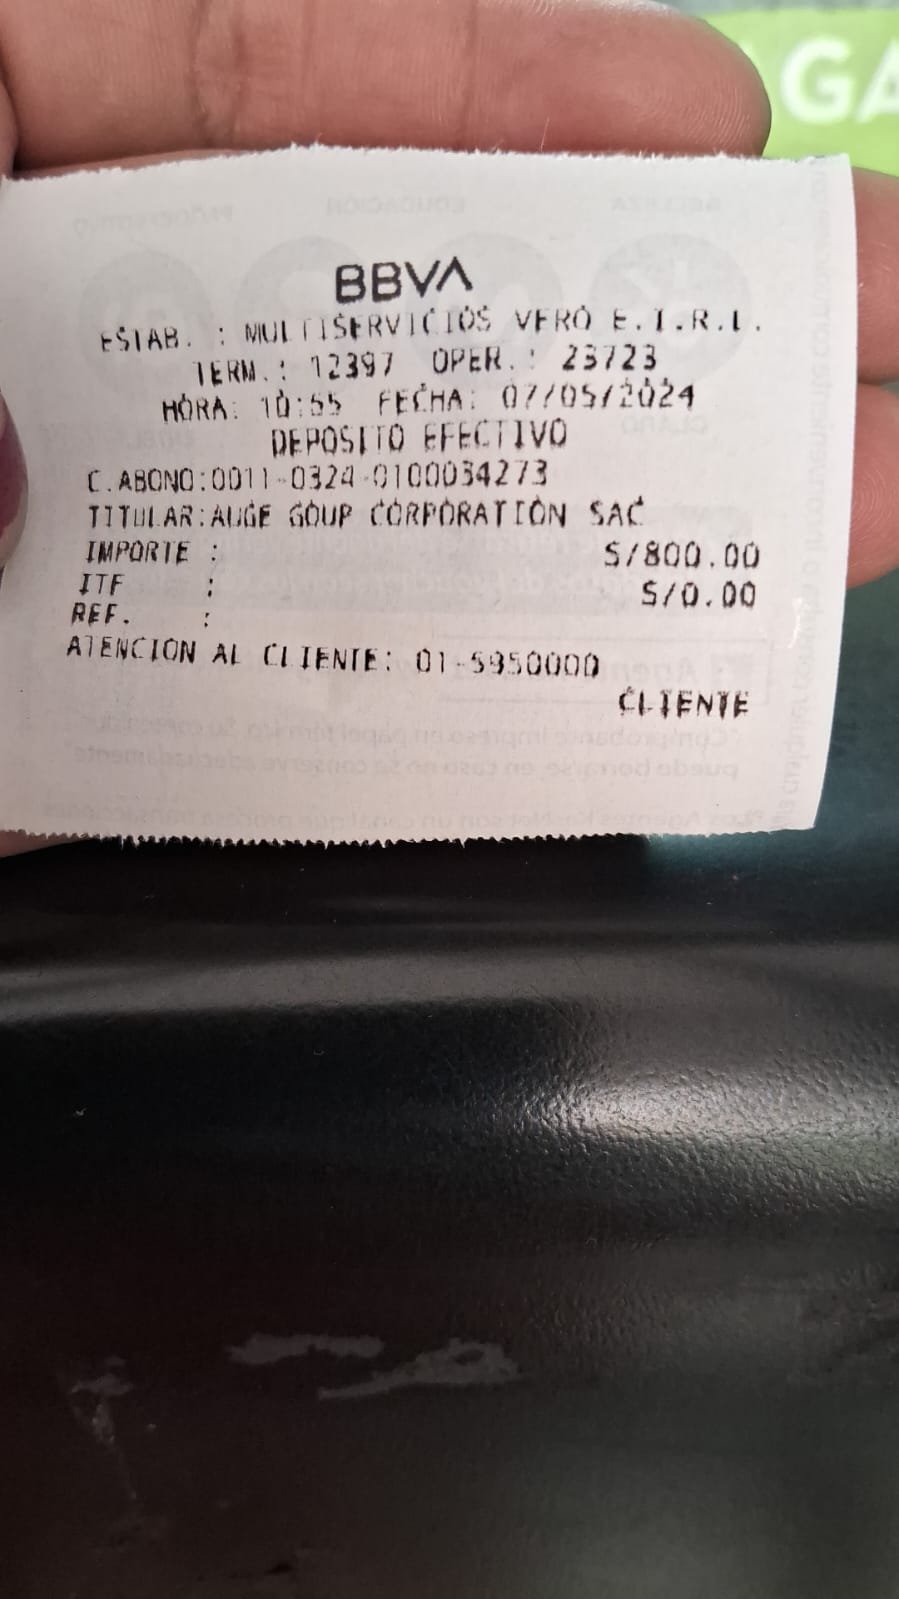 GA
BBVA
ESTAB. : MULTISERVICIOS VERO E.I.R.L.
TERM.: 12397 OPER.: 23723
HORA: 10:55 FECHA: 07/05/2024
DEPOSITO EFECTIVO
C.ABONO:0011-0324-0100034273
TITULAR:AUGE GOUP CORPORATION SAC
IMPORTE : S/800.00
ITF : S/0.00
REF. :
ATENCION AL CLIENTE: 01-5950000
CLIENTE